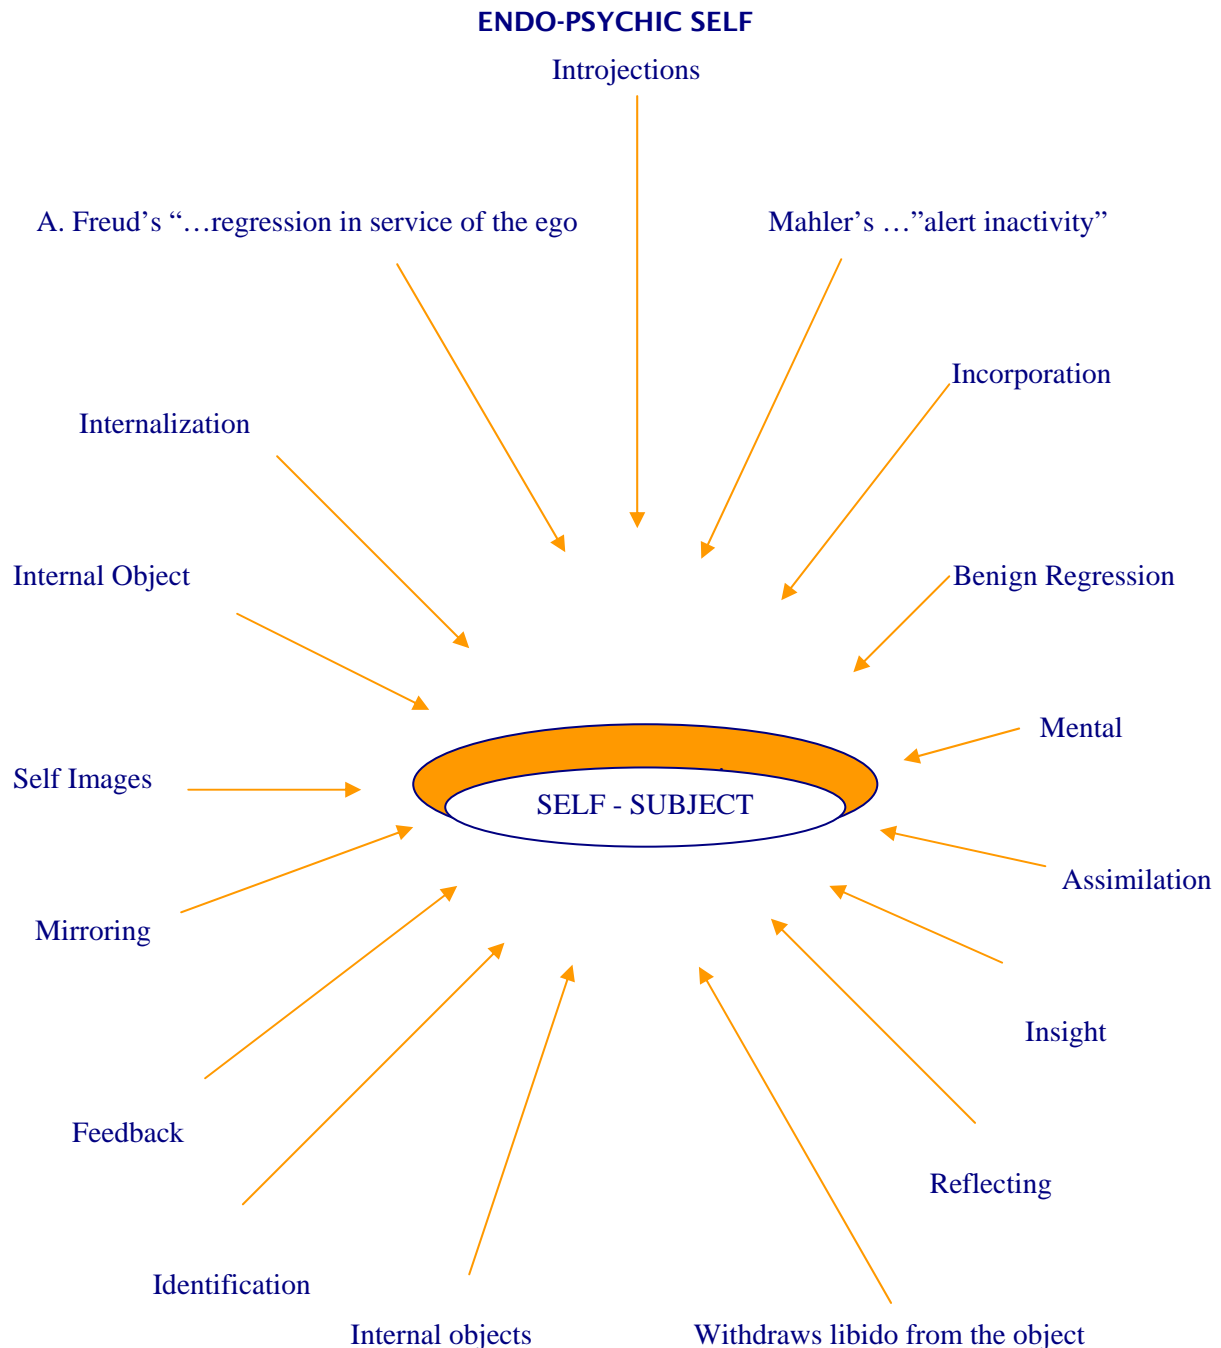 ENDO-PSYCHIC SELF
Introjections
A. Freud's “…regression in service of the ego
Mahler's …”alert inactivity”
Incorporation
Internalization
Internal Object
Benign Regression
Mental
Self Images
SELF - SUBJECT
Assimilation
Mirroring
Insight
Feedback
Reflecting
Identification
Internal objects
Withdraws libido from the object